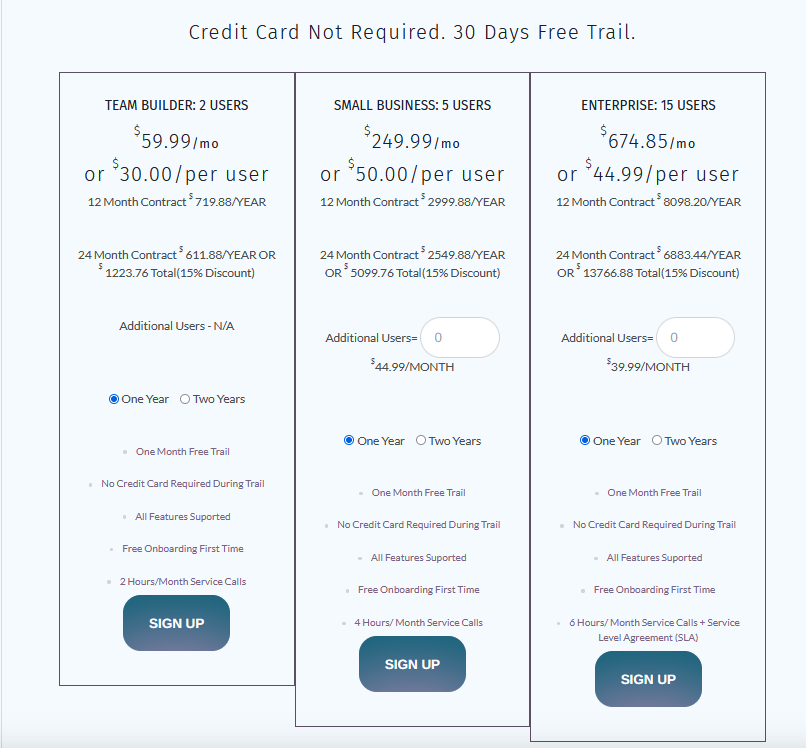 Credit Card Not Required. 30 Days Free Trail.
TEAM BUILDER: 2 USERS
$59.99/mo
or $30.00/per user
12 Month Contract $ 719.88/YEAR
24 Month Contract $ 611.88/YEAR OR
$ 1223.76 Total(15% Discount)
Additional Users - N/A
One Year Two Years
One Month Free Trail
No Credit Card Required During Trail
All Features Suported
Free Onboarding First Time
2 Hours/Month Service Calls
SIGN UP
SMALL BUSINESS: 5 USERS
$249.99/mo
or $50.00/per user
12 Month Contract $ 2999.88/YEAR
24 Month Contract $ 2549.88/YEAR
OR $ 5099.76 Total(15% Discount)
Additional Users= 0
$44.99/MONTH
One Year Two Years
One Month Free Trail
No Credit Card Required During Trail
All Features Suported
Free Onboarding First Time
4 Hours/ Month Service Calls
SIGN UP
ENTERPRISE: 15 USERS
$674.85/mo
or $44.99/per user
12 Month Contract $ 8098.20/YEAR
24 Month Contract $ 6883.44/YEAR
OR $ 13766.88 Total(15% Discount)
Additional Users= 0
$39.99/MONTH
One Year Two Years
One Month Free Trail
No Credit Card Required During Trail
All Features Suported
Free Onboarding First Time
6 Hours/ Month Service Calls + Service
Level Agreement (SLA)
SIGN UP